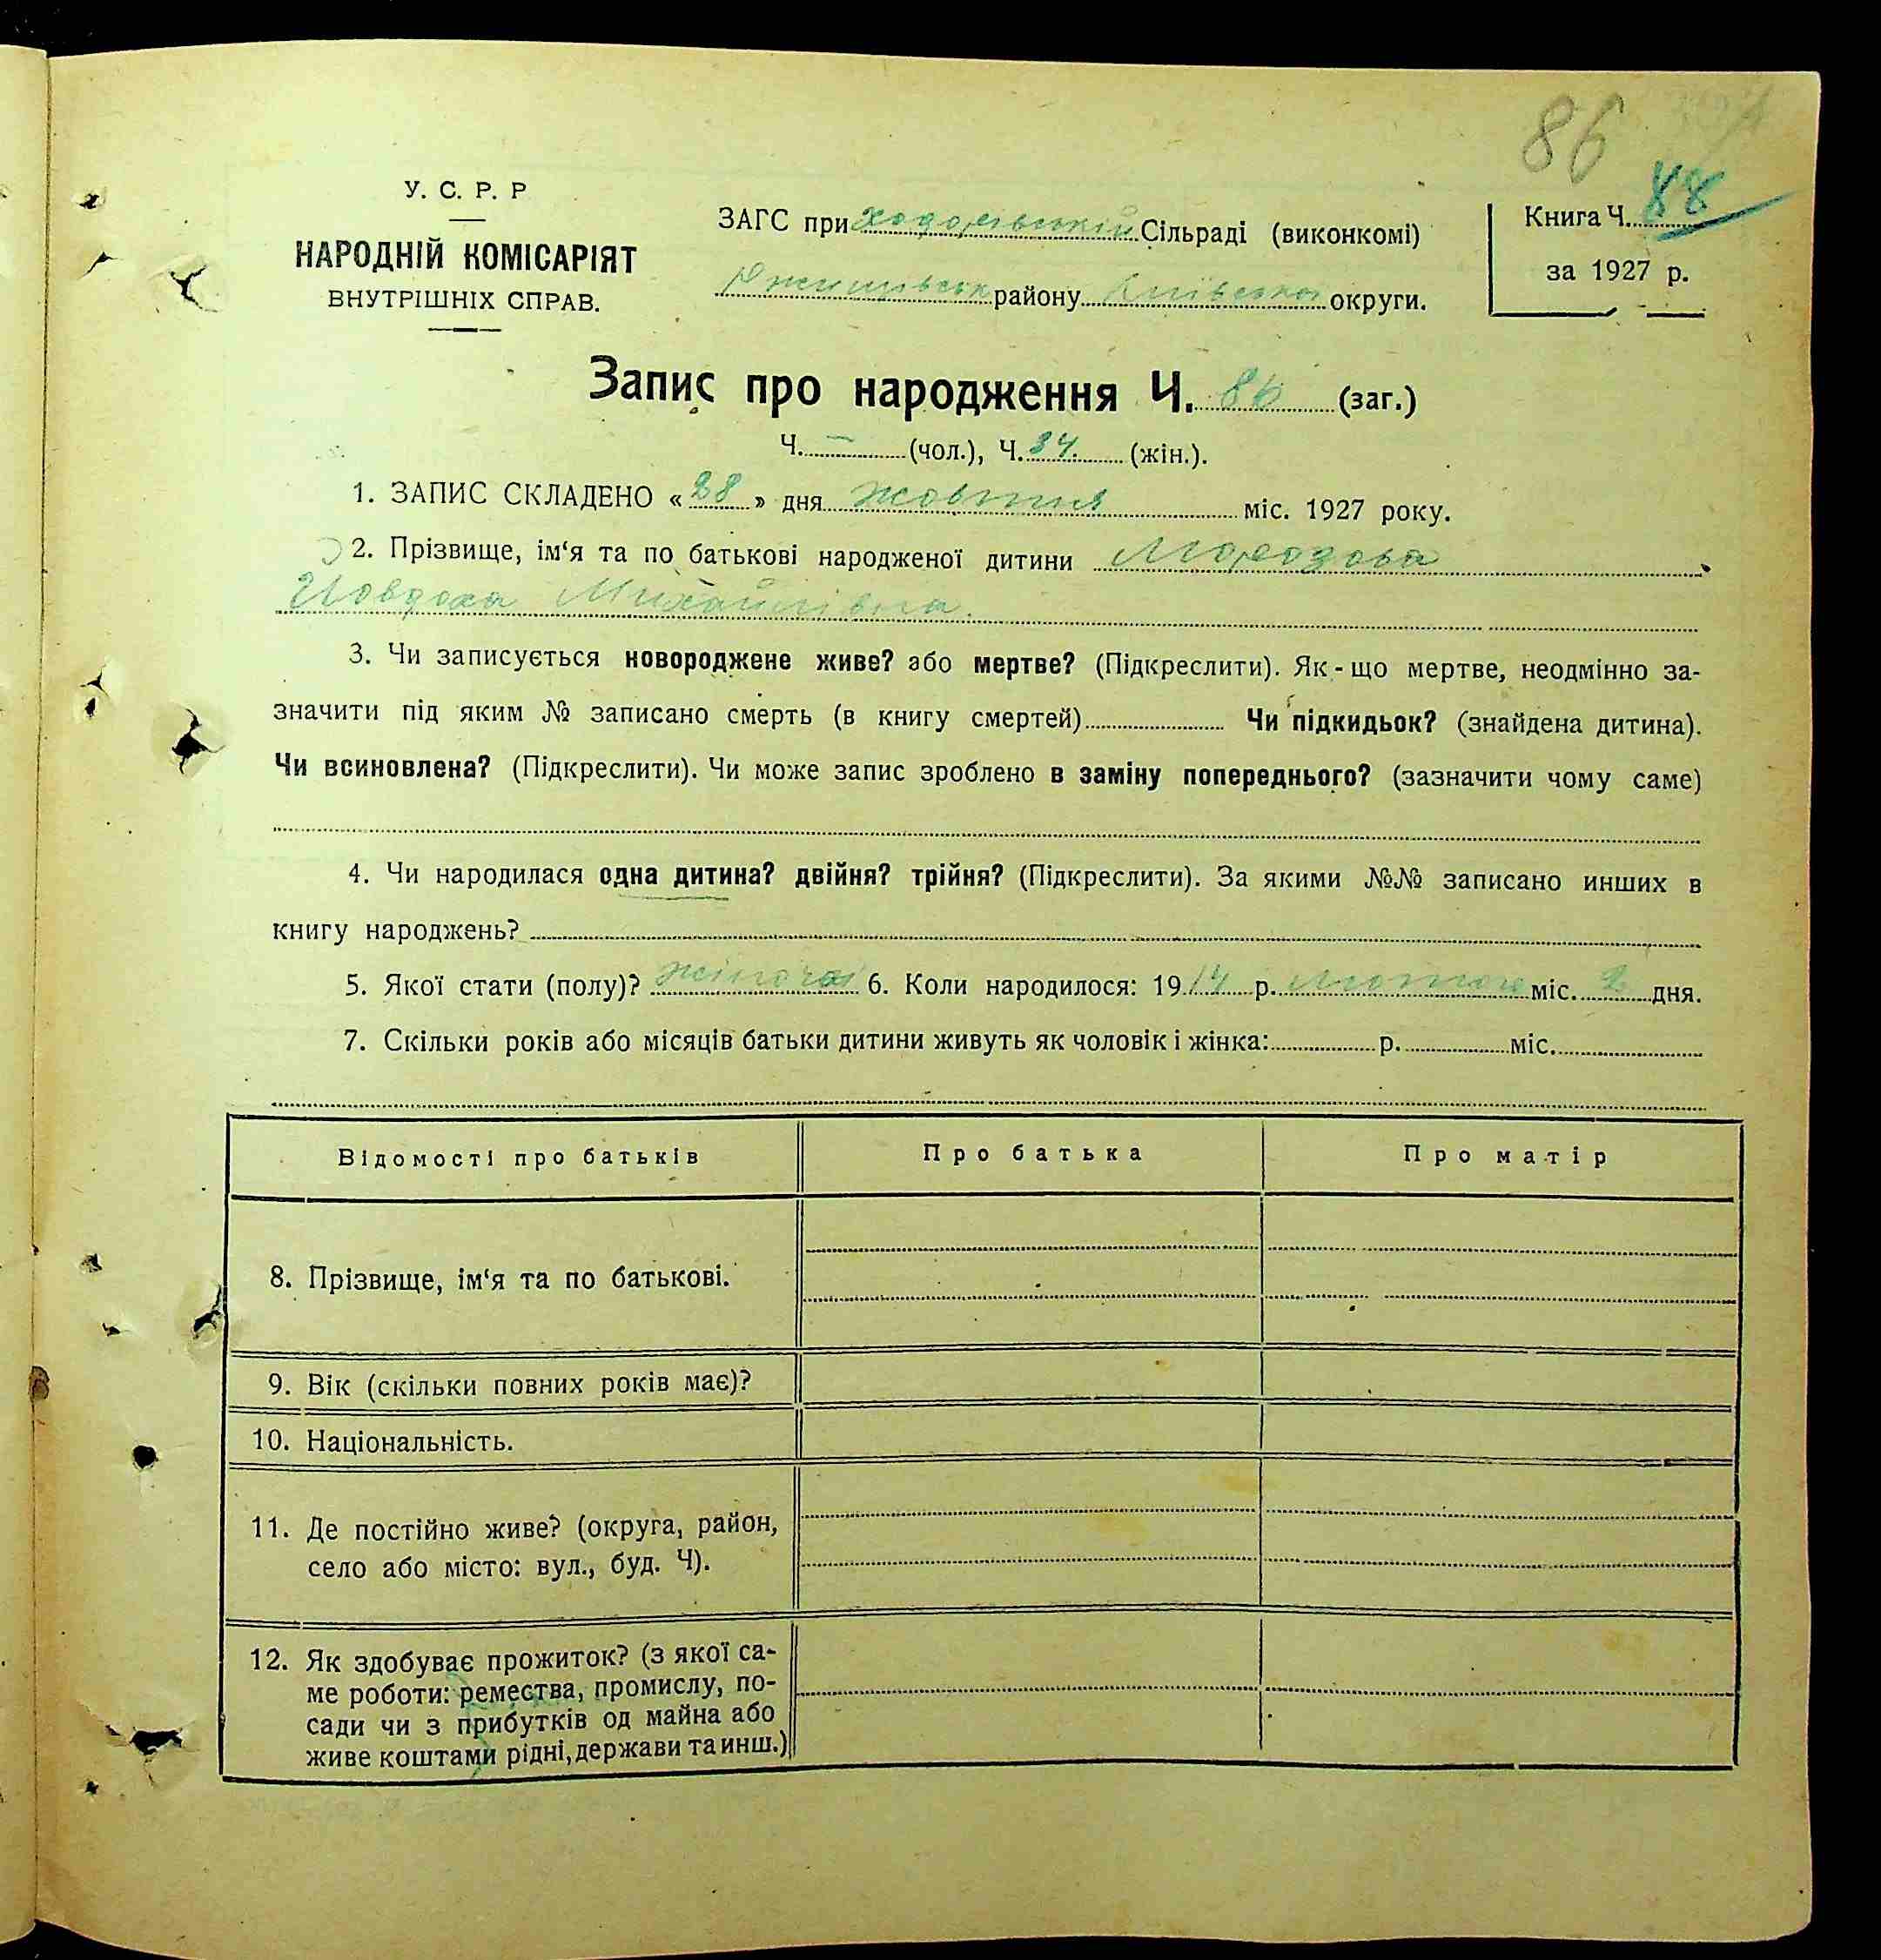 86
У. С. Р. Р
НАРОДНІЙ КОМІСАРІЯТ
ВНУТРІШНІХ СПРАВ.
ЗАГС при Ходорівській Сільраді (виконкомі)
Ржищівськ району Київської округи.
Книга Ч. 88
за 1927 р.
Запис про народження Ч. 86 (заг.)
Ч. — (чол.), Ч. 34. (жін.).
1. ЗАПИС СКЛАДЕНО « 28 » дня жовтня міс. 1927 року.
2. Прізвище, ім‘я та по батькові народженої дитини Морозова
Йовдоха Михайлівна.
3. Чи записується новороджене живе? або мертве? (Підкреслити). Як-що мертве, неодмінно за-
значити під яким № записано смерть (в книгу смертей) Чи підкидьок? (знайдена дитина).
Чи всиновлена? (Підкреслити). Чи може запис зроблено в заміну попереднього? (зазначити чому саме)
4. Чи народилася одна дитина? двійня? трійня? (Підкреслити). За якими №№ записано инших в
книгу народжень?
5. Якої стати (полу)? жіночої 6. Коли народилося: 1914 р. лютого міс. 2 дня.
7. Скільки років або місяців батьки дитини живуть як чоловік і жінка: р. міс.
Відомості про батьків Про батька Про матір
8. Прізвище, ім‘я та по батькові.
9. Вік (скільки повних років має)?
10. Національність.
11. Де постійно живе? (округа, район,
село або місто: вул., буд. Ч).
12. Як здобуває прожиток? (з якої са-
ме роботи: ремества, промислу, по-
сади чи з прибутків од майна або
живе коштами рідні, держави та инш.)